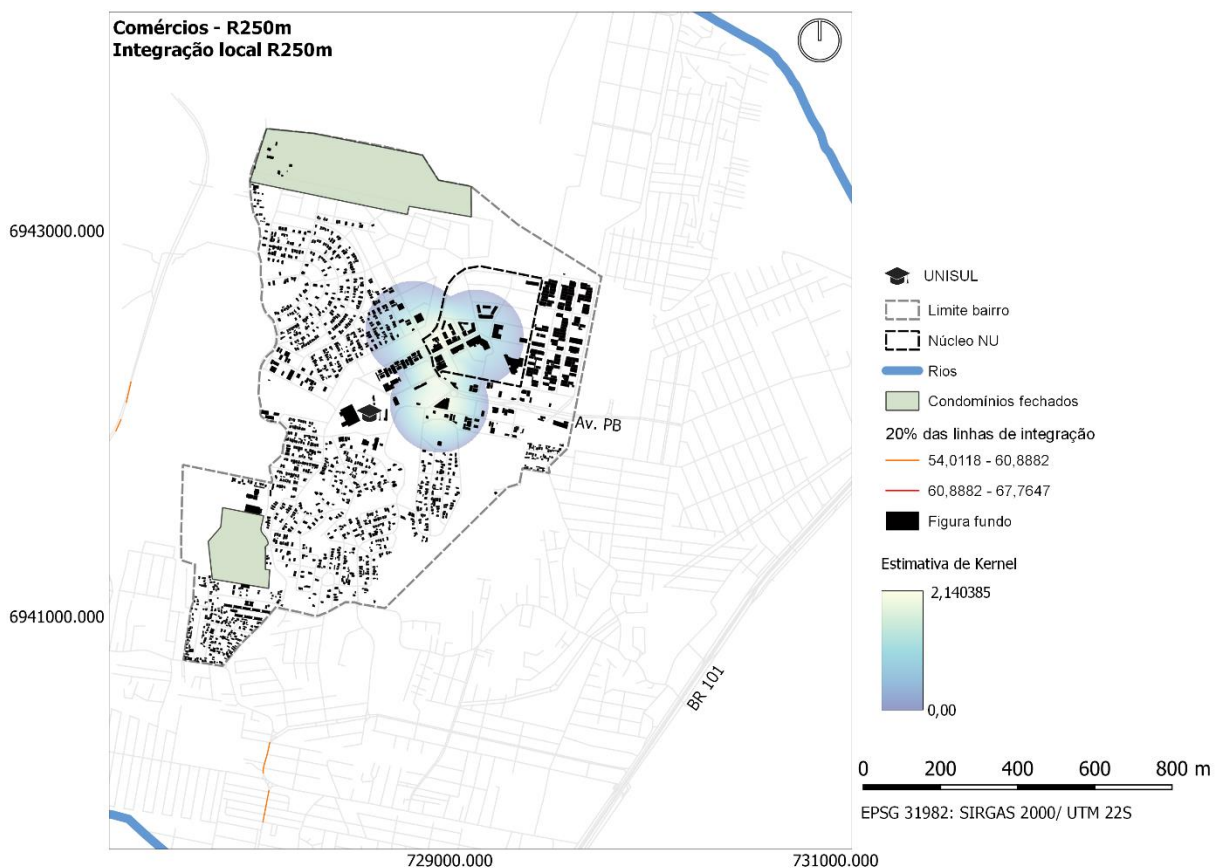 Comércios - R250m
Integração local R250m
6943000.000
6941000.000
729000.000
731000.000
Av. PB
BR 101
UNISUL
Limite bairro
Núcleo NU
Rios
Condomínios fechados
20% das linhas de integração
54,0118 - 60,8882
60,8882 - 67,7647
Figura fundo
Estimativa de Kernel
2,140385
0,00
0 200 400 600 800 m
EPSG 31982: SIRGAS 2000/ UTM 22S